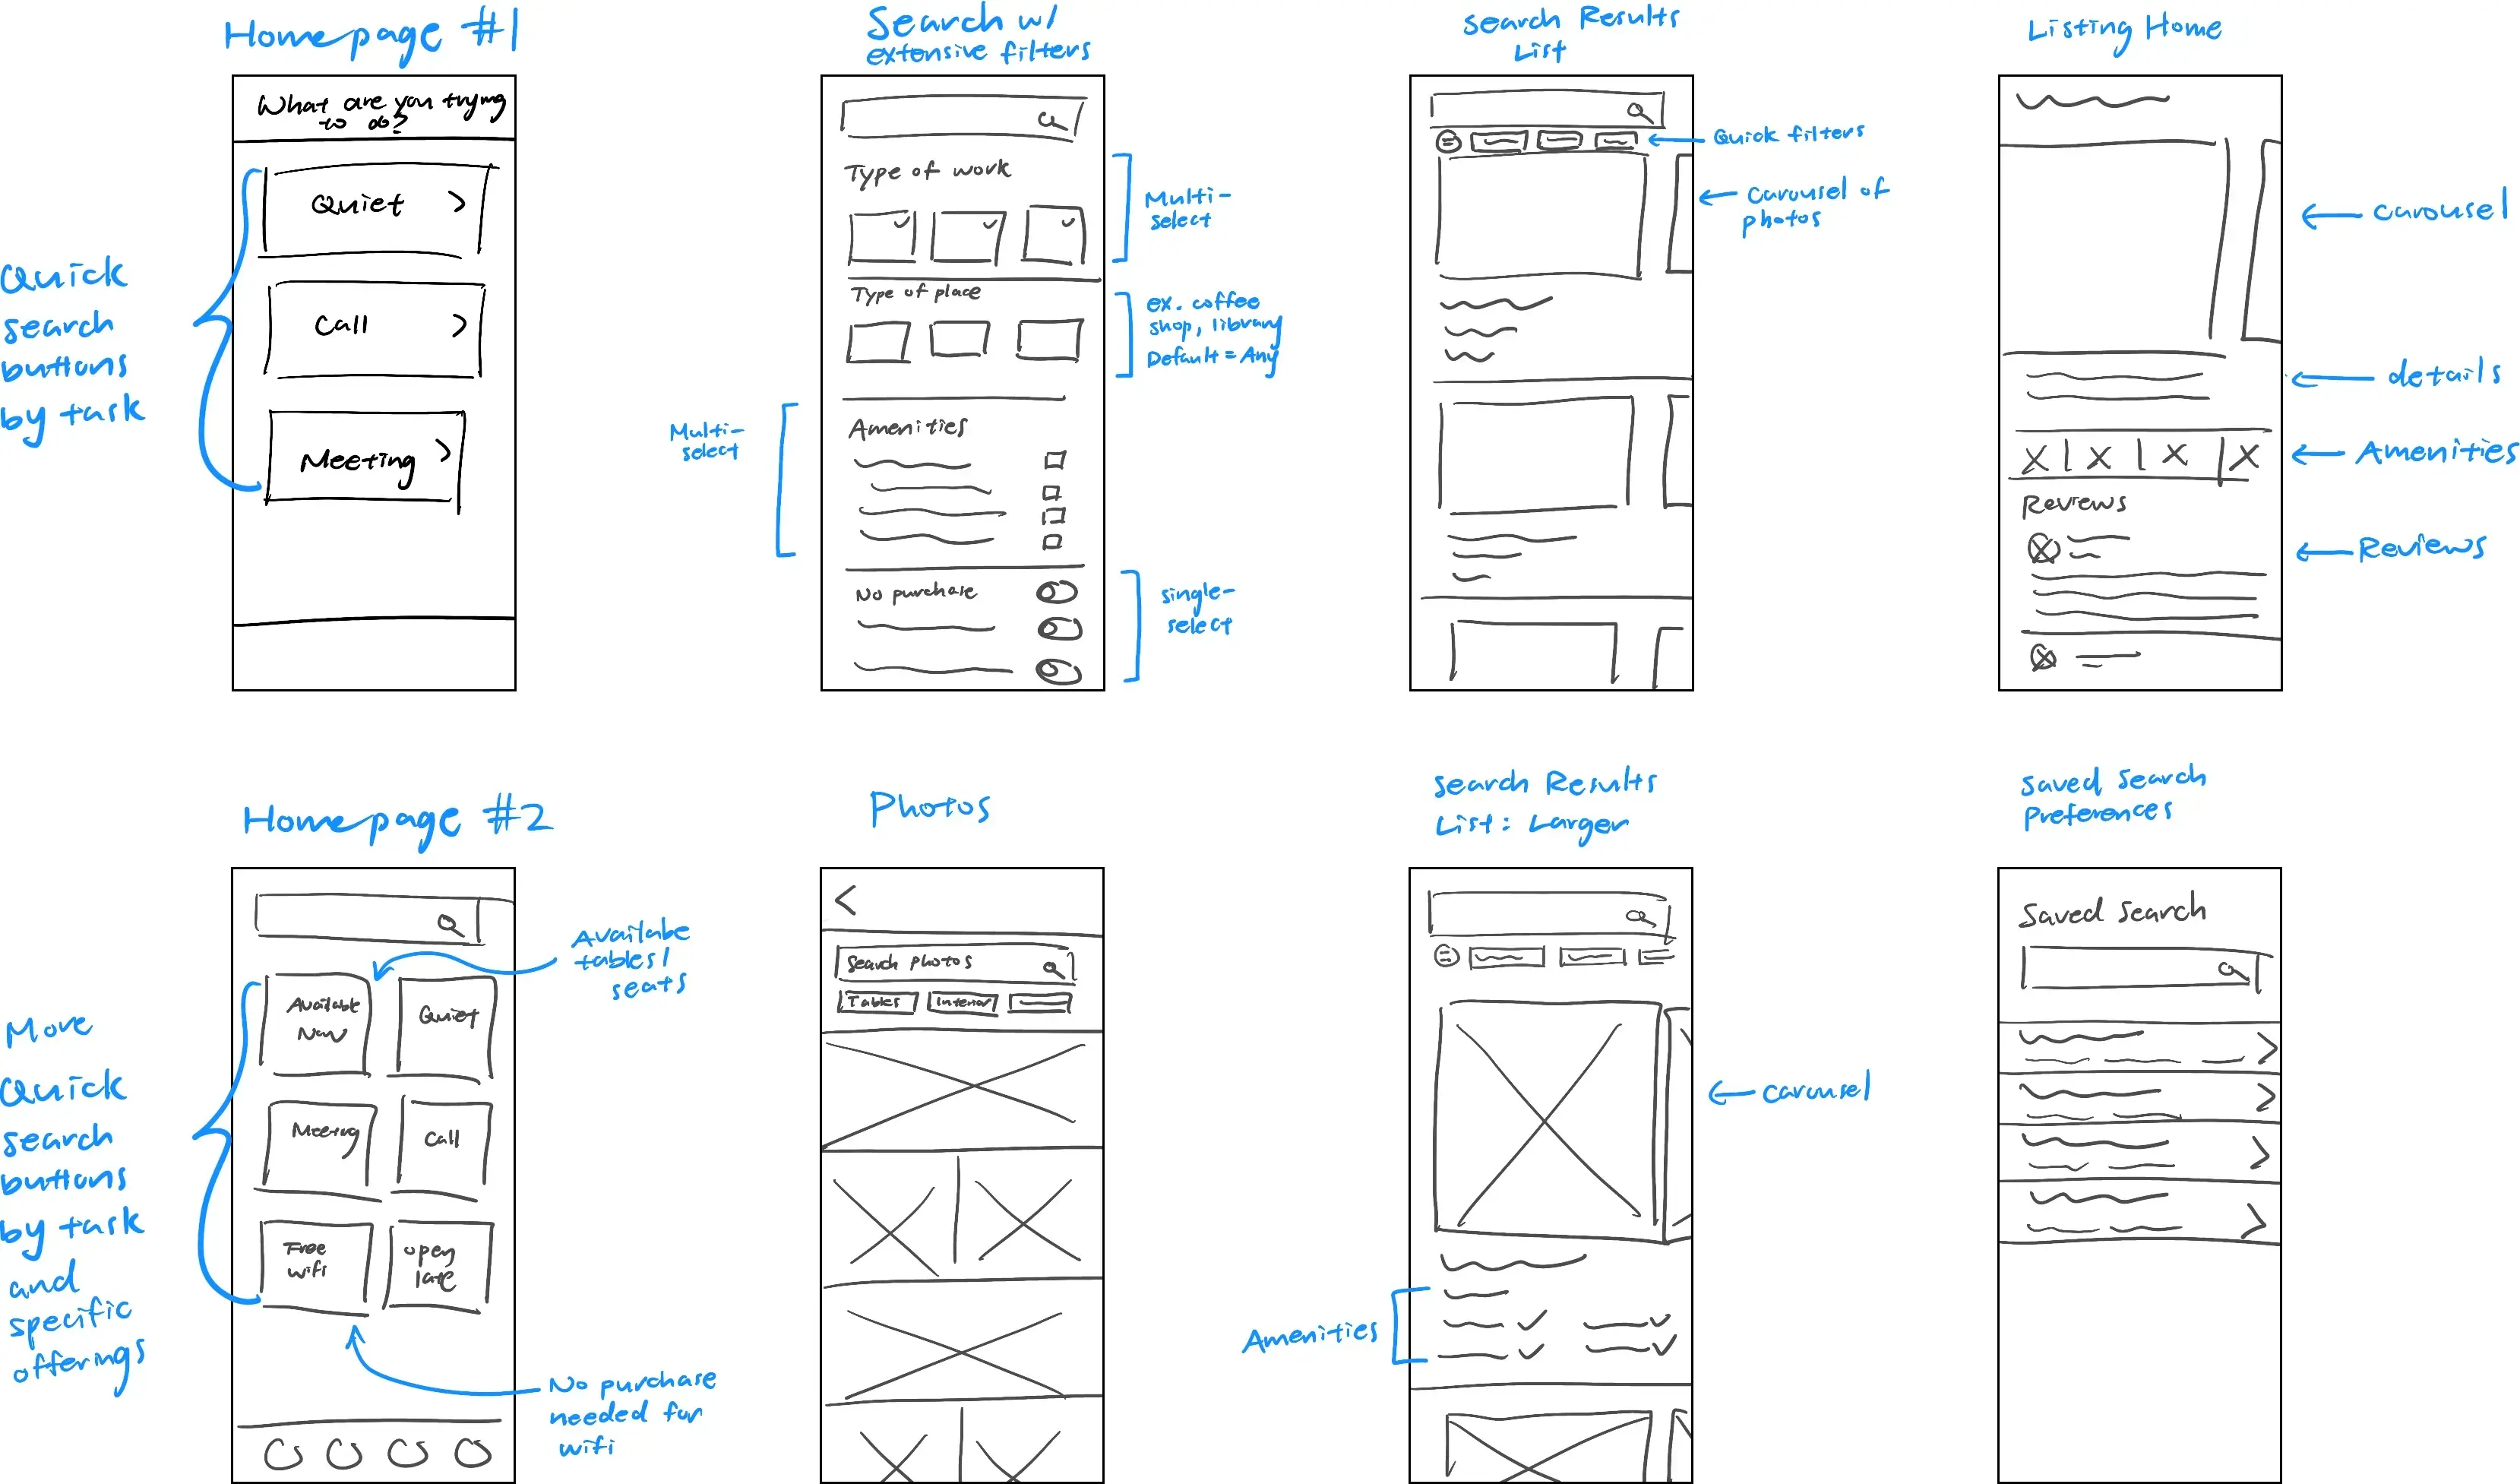 Homepage #1
What are you trying
to do?
Quiet
Call
Meeting
Quick
search
buttons
by task
Search w/
extensive filters
Type of work
Type of place
Amenities
No purchase
Multi-
select
ex. coffee
shop, library
Default = Any
Multi-
select
single-
select
Search Results
List
Quick filters
carousel of
photos
Listing Home
Reviews
carousel
details
Amenities
Reviews
Homepage #2
Available
Now
Quiet
Meeting
Call
Free
wifi
open
late
Availabe
tables/
seats
Move
Quick
search
buttons
by task
and
specific
offerings
No purchase
needed for
wifi
Photos
Search photos
Tables
Interior
Search Results
List: Larger
carousel
Amenities
Saved Search
Preferences
Saved Search